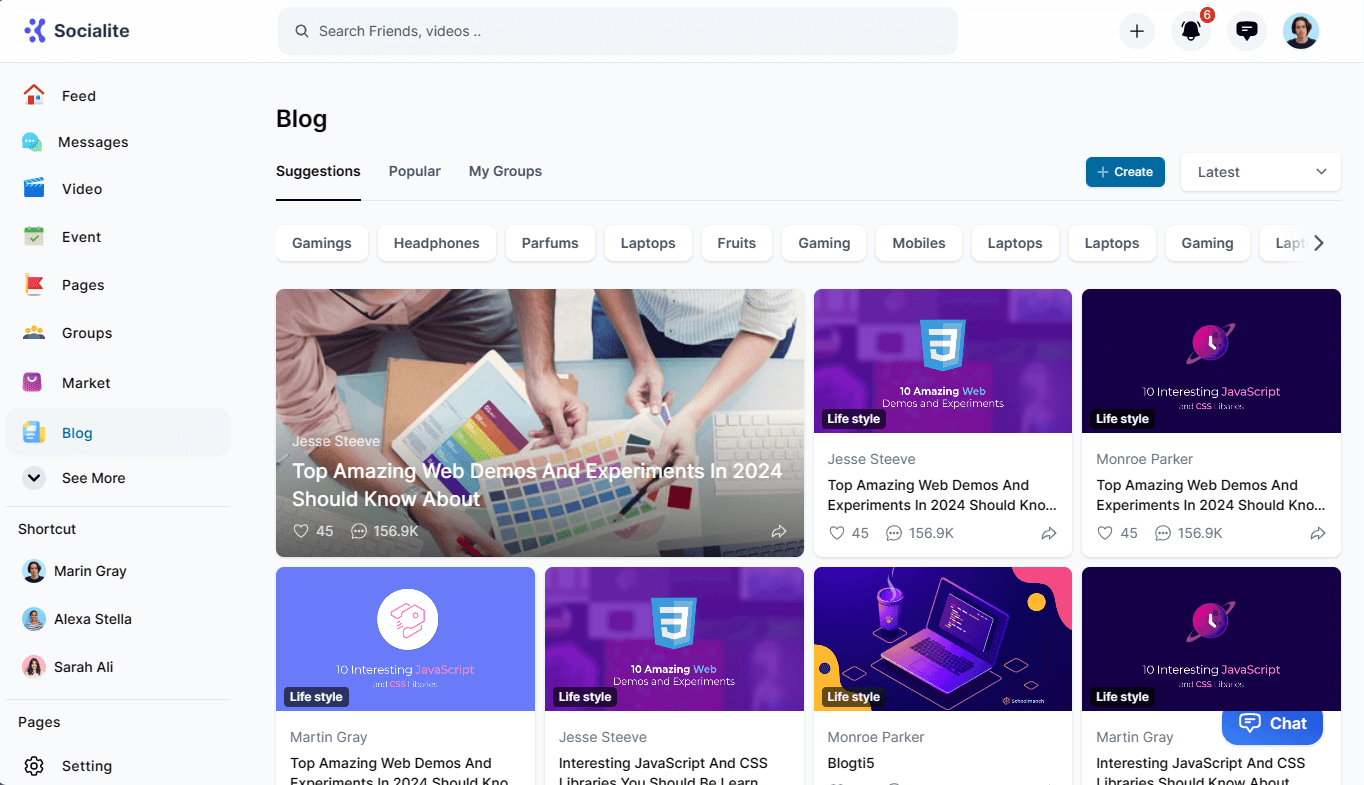 Socialite
Search Friends, videos ..
6
Feed
Messages
Video
Event
Pages
Groups
Market
Blog
See More
Shortcut
Marin Gray
Alexa Stella
Sarah Ali
Pages
Setting
Blog
Suggestions
Popular
My Groups
Create
Latest
Gamings
Headphones
Parfums
Laptops
Fruits
Gaming
Mobiles
Laptops
Laptops
Gaming
Jesse Steeve
Top Amazing Web Demos And Experiments In 2024
Should Know About
45
156.9K
3
10 Amazing Web
Demos and Experiments
Life style
Jesse Steeve
Top Amazing Web Demos And
Experiments In 2024 Should Kno...
45
156.9K
10 Interesting JavaScript
and CSS Libaries
Life style
Monroe Parker
Top Amazing Web Demos And
Experiments In 2024 Should Kno...
45
156.9K
10 Interesting JavaScript
and CSS Libaries
Life style
Martin Gray
Top Amazing Web Demos And
Experiments In 2024 Should Kno
3
10 Amazing Web
Demos and Experiments
Life style
Jesse Steeve
Interesting JavaScript And CSS
Libraries You Should Be Learn
Life style
Monroe Parker
Blogti5
10 Interesting JavaScript
and CSS Libaries
Life style
Martin Gray
Interesting JavaScript And CSS
Libraries Should Know About
Chat